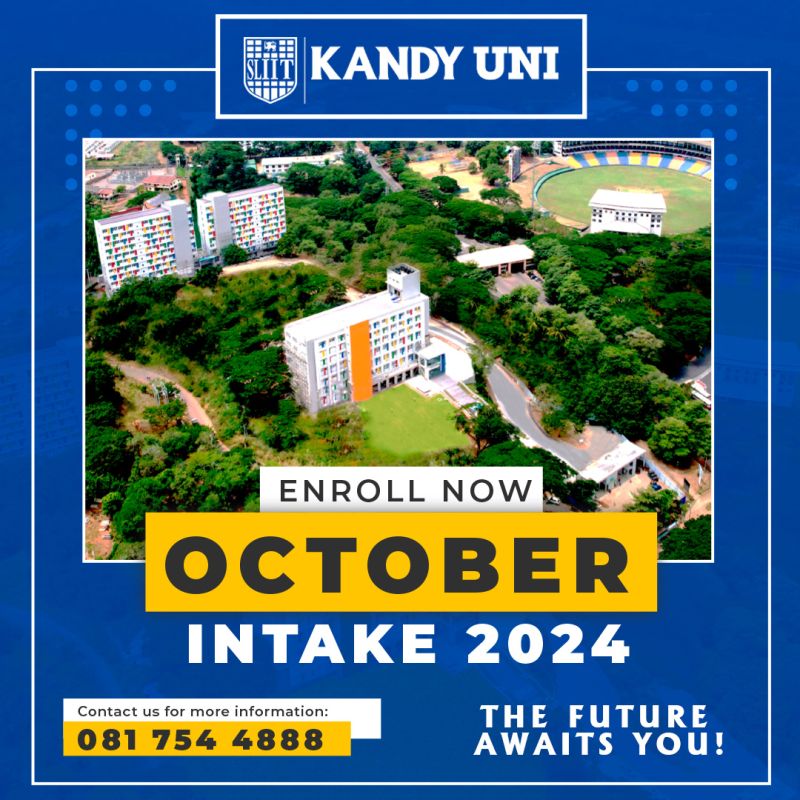 SLIIT
KANDY UNI
ENROLL NOW
OCTOBER
INTAKE 2024
Contact us for more information:
081 754 4888
THE FUTURE
AWAITS YOU!